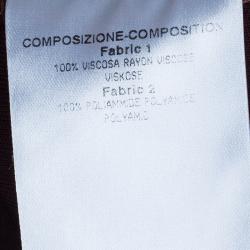 COMPOSIZIONE-COMPOSITION
Fabric 1
100% VISCOSA RAYON VISCOSE
VISKOSE
Fabric 2
100% POLIAMMIDE POLYAMIDE
POLYAMID